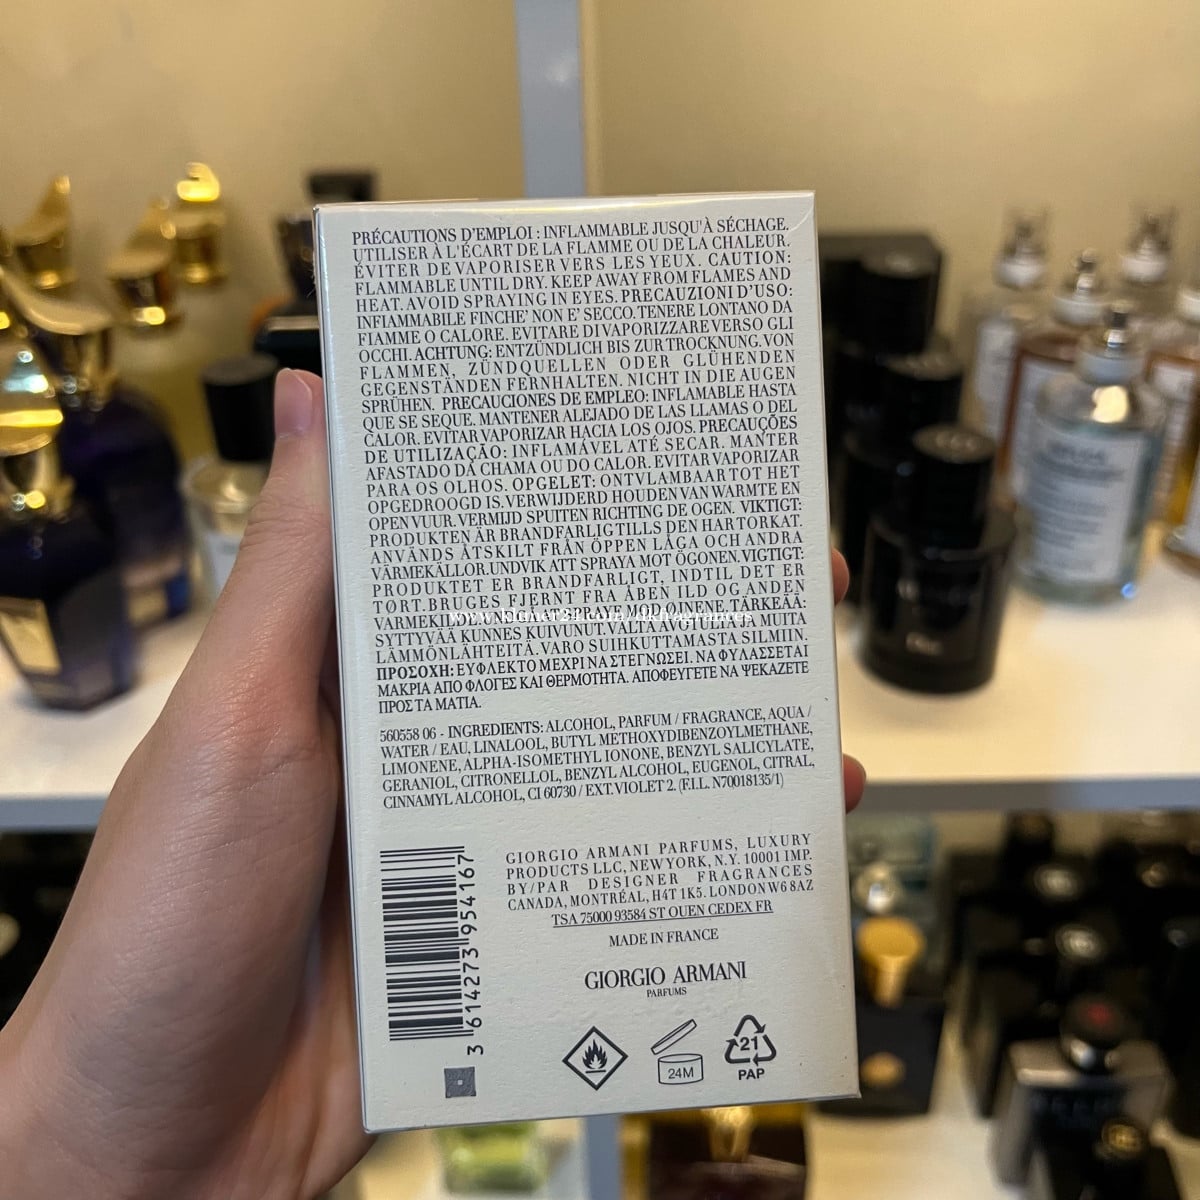 PRÉCAUTIONS D'EMPLOI : INFLAMMABLE JUSQU'À SÉCHAGE.
UTILISER À L'ÉCART DE LA FLAMME OU DE LA CHALEUR.
ÉVITER DE VAPORISER VERS LES YEUX. CAUTION:
FLAMMABLE UNTIL DRY. KEEP AWAY FROM FLAMES AND
HEAT. AVOID SPRAYING IN EYES. PRECAUZIONI D'USO:
INFIAMMABILE FINCHE' NON E' SECCO. TENERE LONTANO DA
FIAMME O CALORE. EVITARE DI VAPORIZZARE VERSO GLI
OCCHI. ACHTUNG: ENTZÜNDLICH BIS ZUR TROCKNUNG. VON
FLAMMEN, ZÜNDQUELLEN ODER GLÜHENDEN
GEGENSTÄNDEN FERNHALTEN. NICHT IN DIE AUGEN
SPRÜHEN. PRECAUCIONES DE EMPLEO: INFLAMABLE HASTA
QUE SE SEQUE. MANTENER ALEJADO DE LAS LLAMAS O DEL
CALOR. EVITAR VAPORIZAR HACIA LOS OJOS. PRECAUÇÕES
DE UTILIZAÇÃO: INFLAMÁVEL ATÉ SECAR. MANTER
AFASTADO DA CHAMA OU DO CALOR. EVITAR VAPORIZAR
PARA OS OLHOS. OPGELET: ONTVLAMBAAR TOT HET
OPGEDROOGD IS. VERWIJDERD HOUDEN VAN WARMTE EN
OPEN VUUR. VERMIJD SPUITEN RICHTING DE OGEN. VIKTIGT:
PRODUKTEN ÄR BRANDFARLIG TILLS DEN HAR TORKAT.
ANVÄNDS ÅTSKILT FRÅN ÖPPEN LÅGA OCH ANDRA
VÄRMEKÄLLOR. UNDVIK ATT SPRAYA MOT ÖGONEN. VIGTIGT:
PRODUKTET ER BRANDFARLIGT, INDTIL DET ER
TØRT. BRUGES FJERNT FRA ÅBEN ILD OG ANDEN
VARMEKILDE. UNDGÅ AT SPRAYE MOD ØJNENE. TÄRKEÄÄ:
SYTTYVÄÄ KUNNES KUIVUNUT. VÄLTÄ AVOTULTA JA MUITA
LÄMMÖNLÄHTEITÄ. VARO SUIHKUTTAMASTA SILMIIN.
ΠΡΟΣΟΧΗ: ΕΥΦΛΕΚΤΟ ΜΕΧΡΙ ΝΑ ΣΤΕΓΝΩΣΕΙ. ΝΑ ΦΥΛΑΣΣΕΤΑΙ
ΜΑΚΡΙΑ ΑΠΟ ΦΛΟΓΕΣ ΚΑΙ ΘΕΡΜΟΤΗΤΑ. ΑΠΟΦΕΥΓΕΤΕ ΝΑ ΨΕΚΑΖΕΤΕ
ΠΡΟΣ ΤΑ ΜΑΤΙΑ.
560558 06 - INGREDIENTS: ALCOHOL, PARFUM / FRAGRANCE, AQUA /
WATER / EAU, LINALOOL, BUTYL METHOXYDIBENZOYLMETHANE,
LIMONENE, ALPHA-ISOMETHYL IONONE, BENZYL SALICYLATE,
GERANIOL, CITRONELLOL, BENZYL ALCOHOL, EUGENOL, CITRAL,
CINNAMYL ALCOHOL, CI 60730 / EXT. VIOLET 2. (F.I.L. N70018135/1)
3 614273 954167
GIORGIO ARMANI PARFUMS, LUXURY
PRODUCTS LLC, NEW YORK, N.Y. 10001 IMP.
BY/PAR DESIGNER FRAGRANCES
CANADA, MONTRÉAL, H4T 1K5. LONDON W6 8AZ
TSA 75000 93584 ST OUEN CEDEX FR
MADE IN FRANCE
GIORGIO ARMANI
PARFUMS
24M
21
PAP